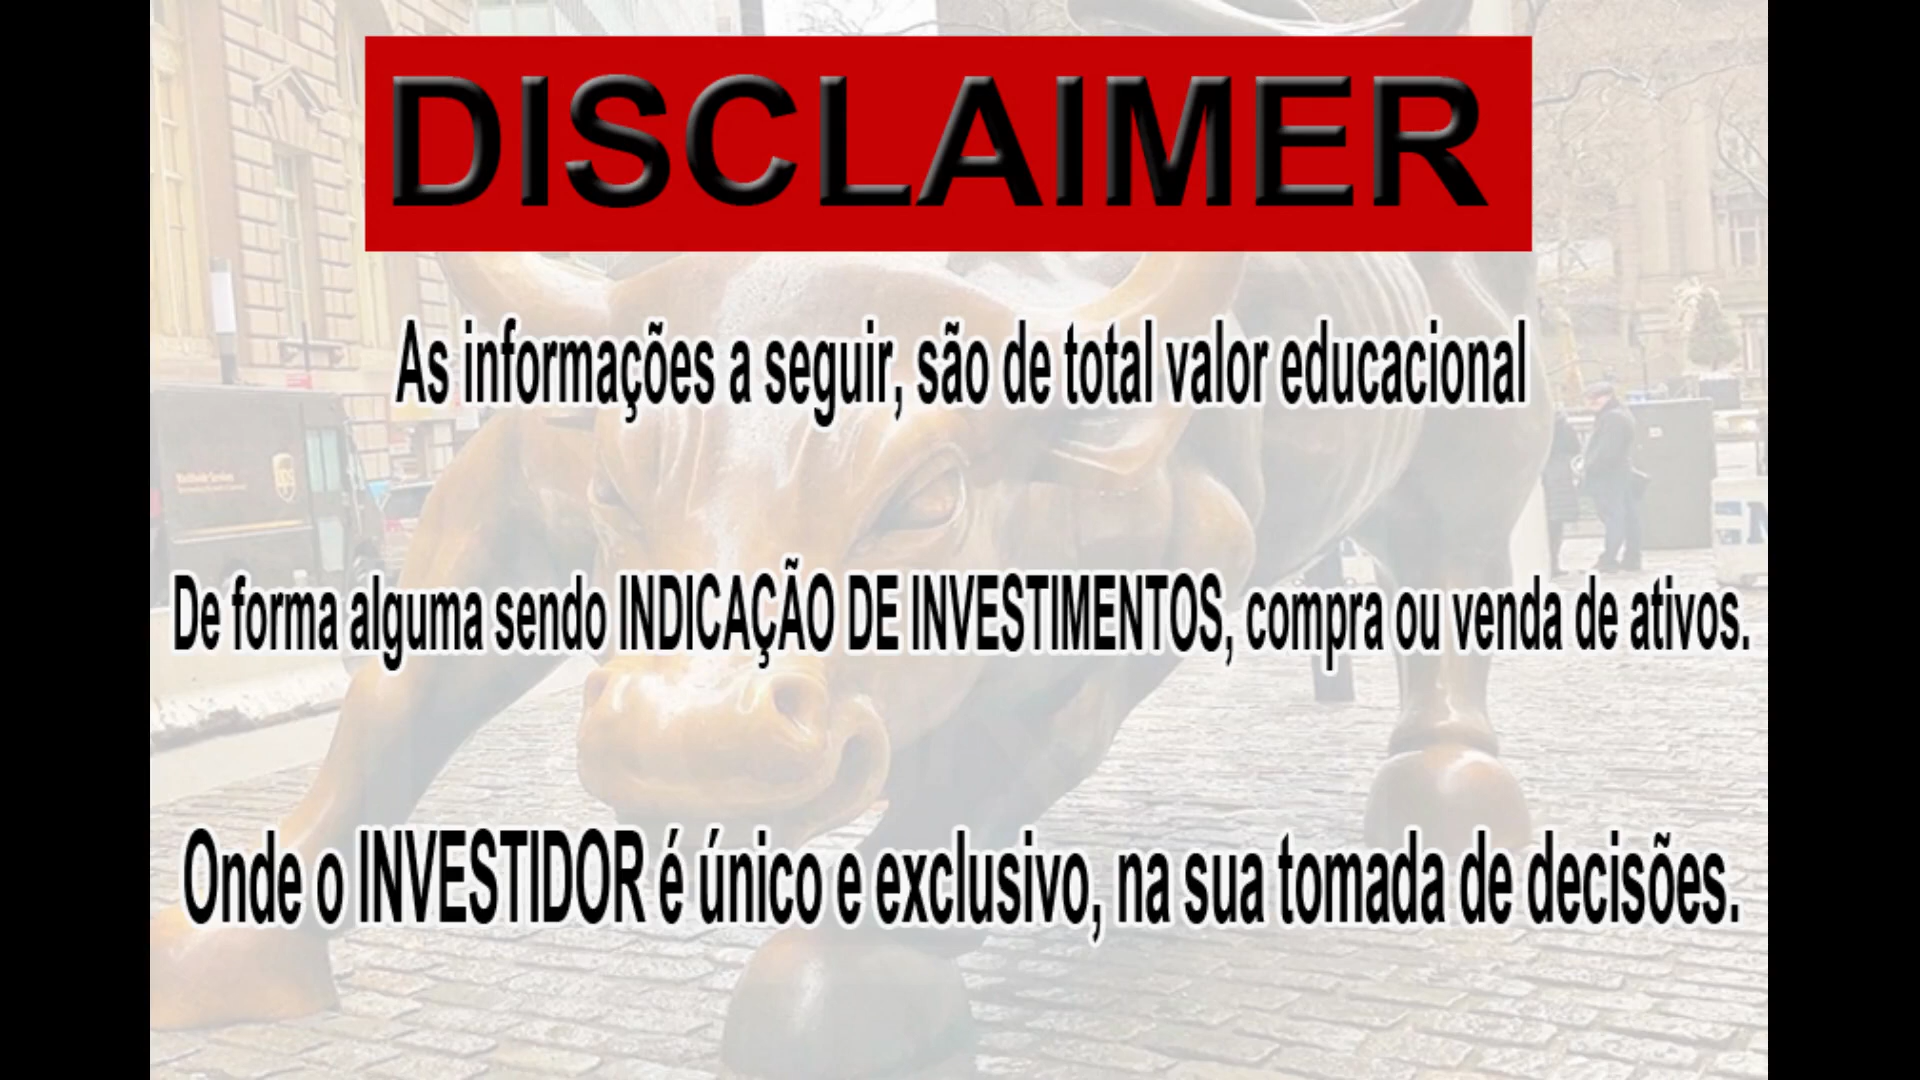 DISCLAIMER
As informações a seguir, são de total valor educacional
De forma alguma sendo INDICAÇÃO DE INVESTIMENTOS, compra ou venda de ativos.
Onde o INVESTIDOR é único e exclusivo, na sua tomada de decisões.